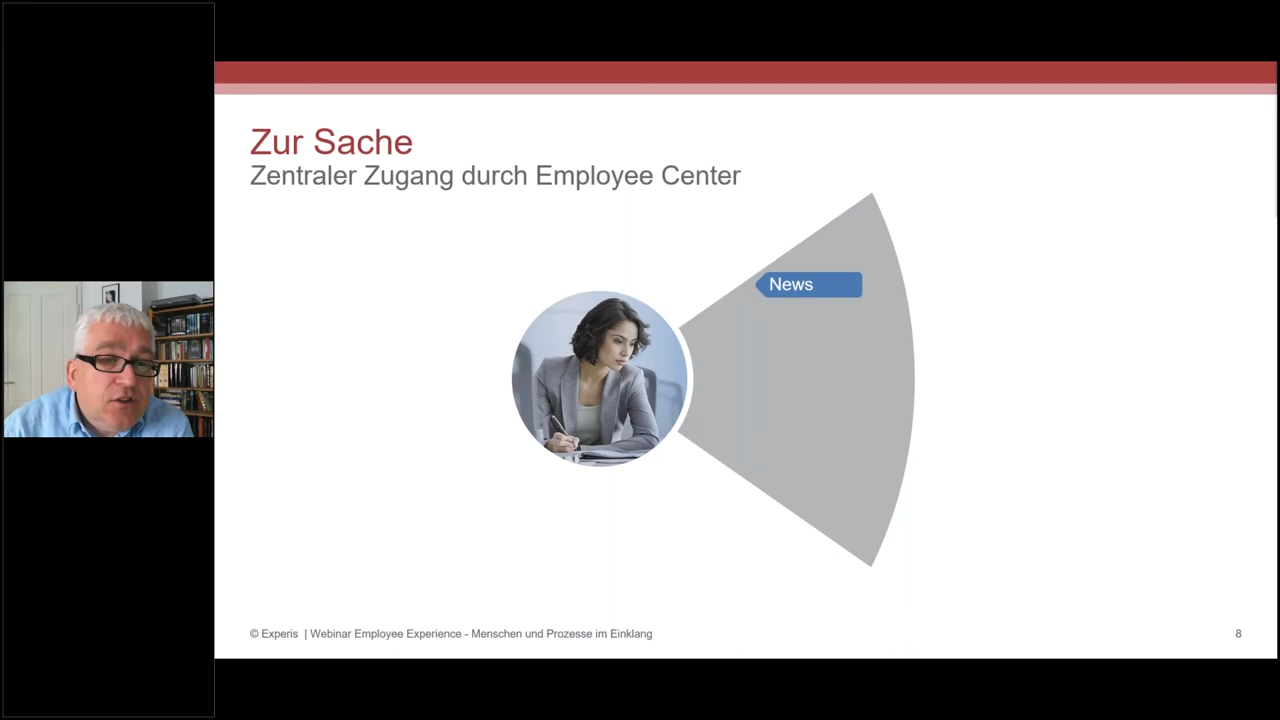 Zur Sache
Zentraler Zugang durch Employee Center
News
© Experis | Webinar Employee Experience - Menschen und Prozesse im Einklang
8